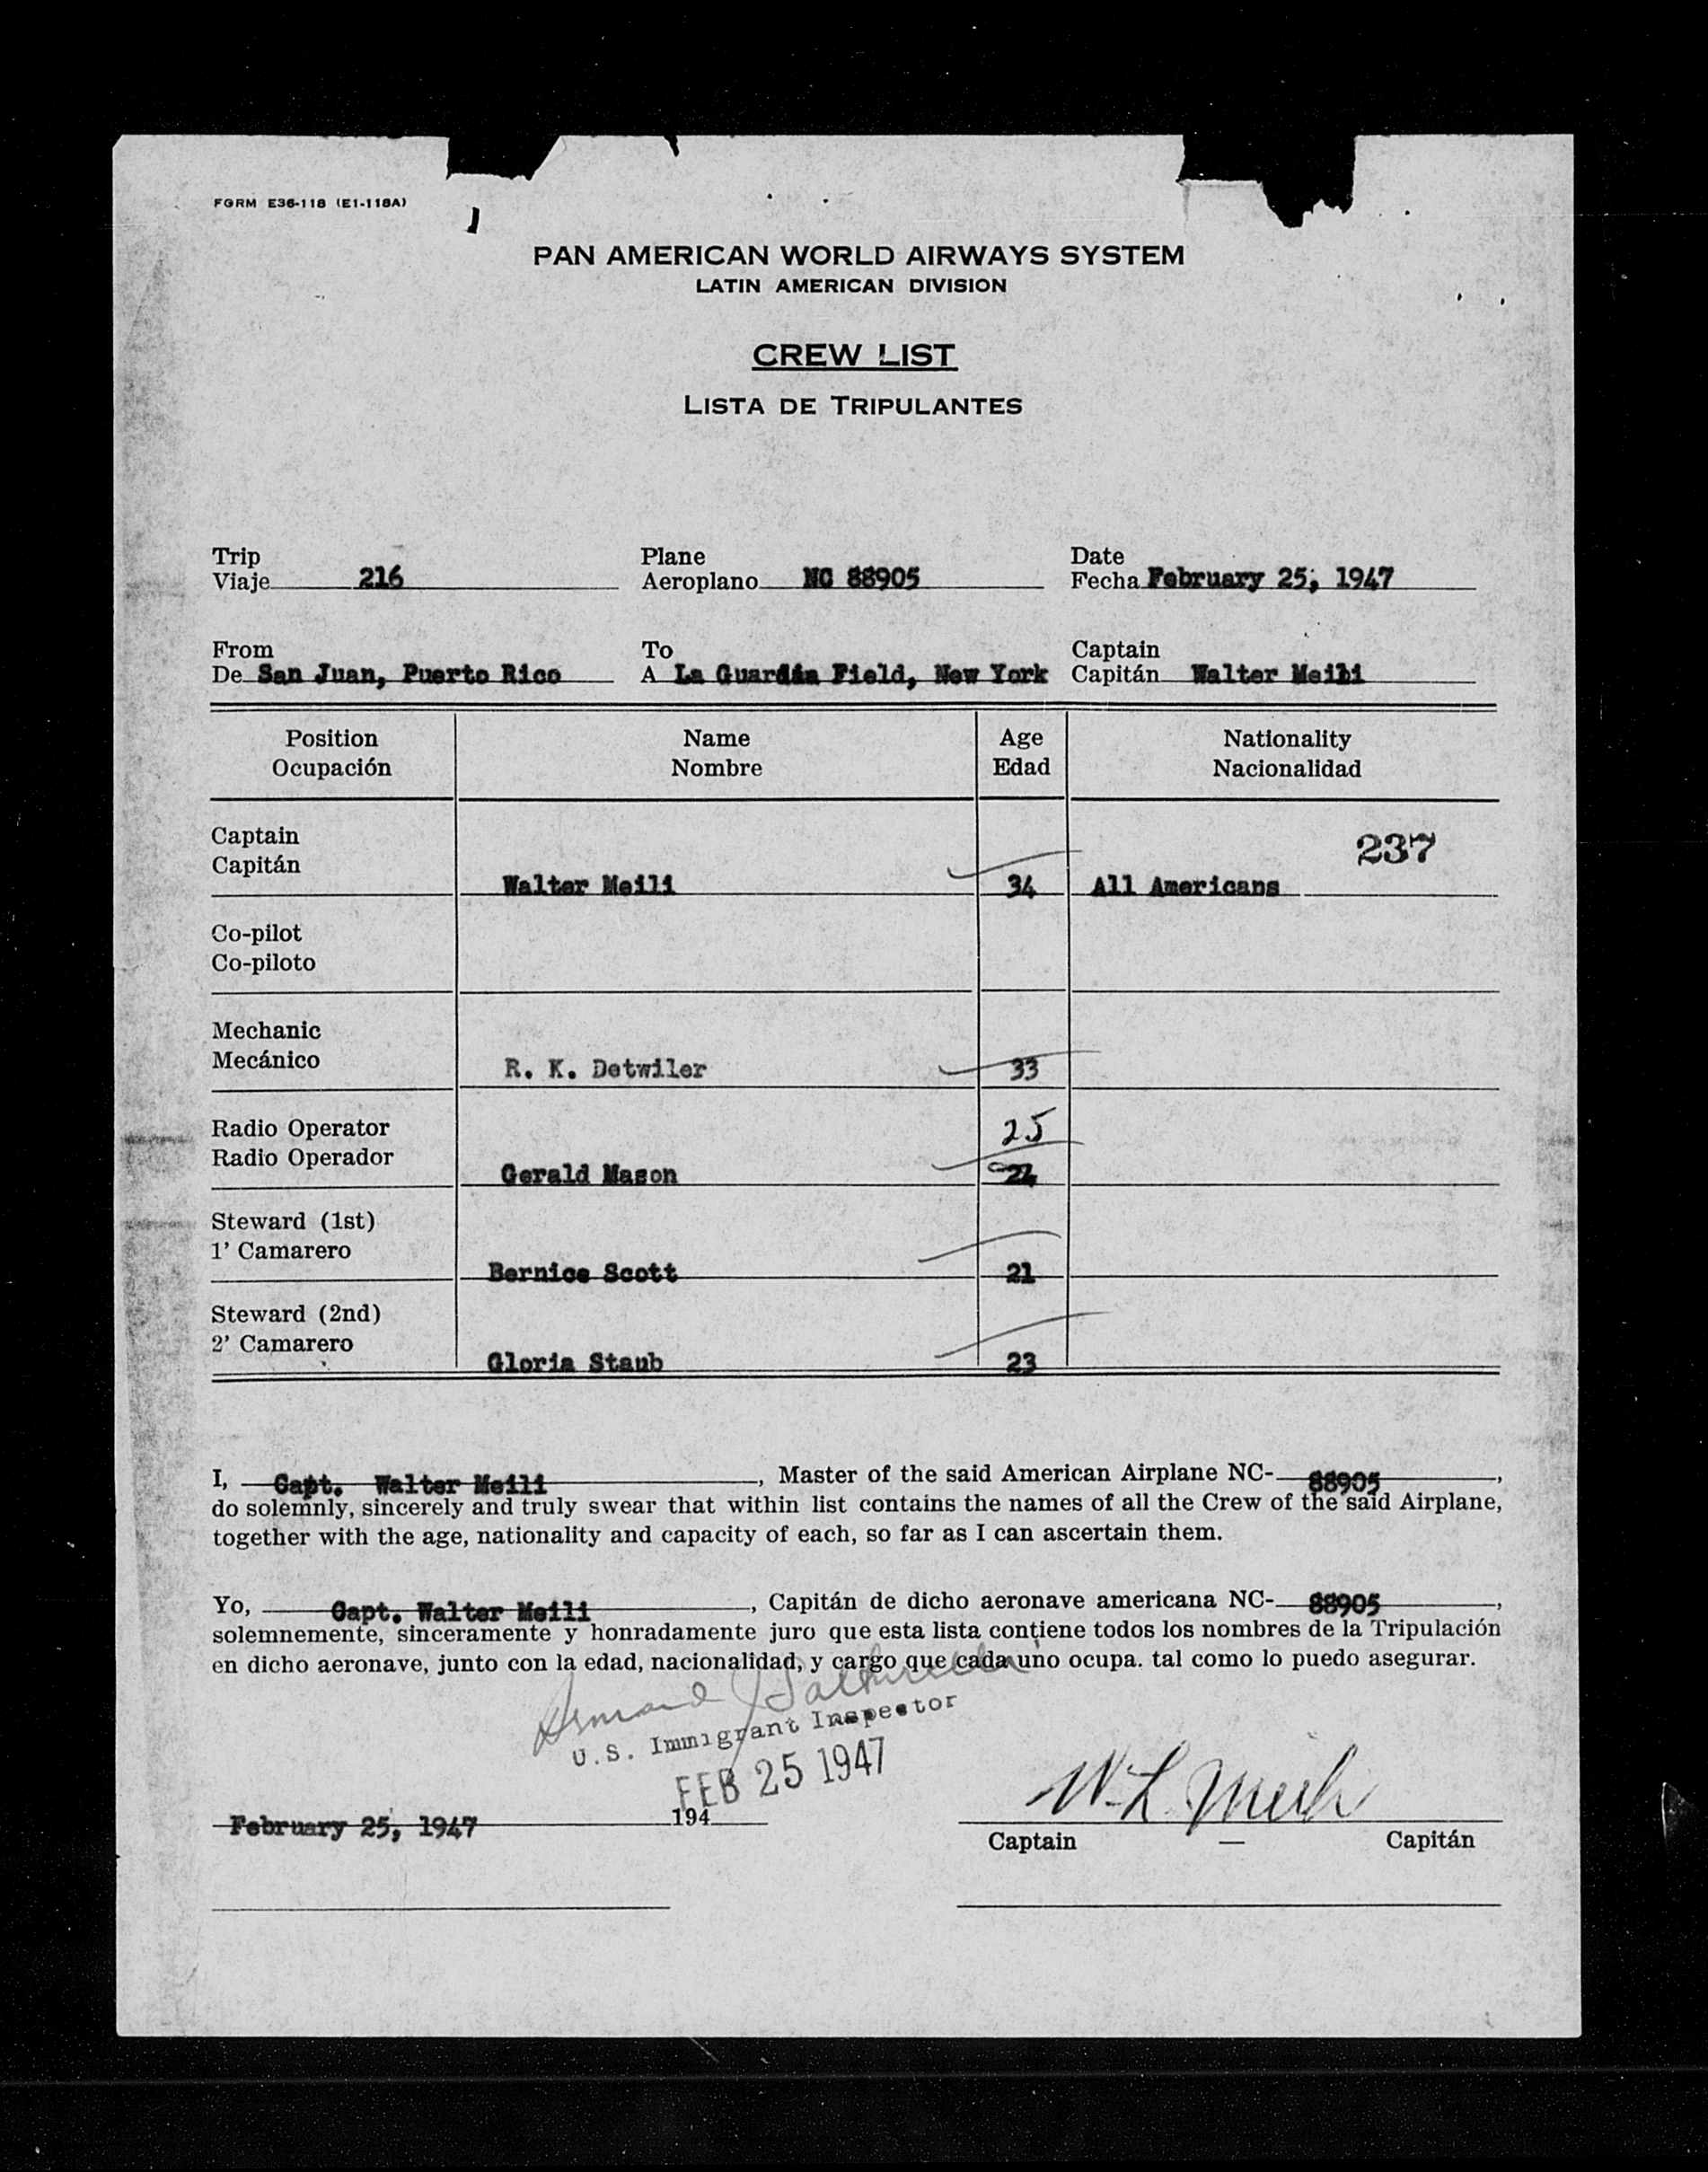 FORM E36-118 (E1-118A)
PAN AMERICAN WORLD AIRWAYS SYSTEM
LATIN AMERICAN DIVISION
CREW LIST
LISTA DE TRIPULANTES
Trip Plane Date
Viaje 216 Aeroplano NC 88905 Fecha February 25, 1947
From To Captain
De San Juan, Puerto Rico A La Guardia Field, New York Capitán Walter Meili
Position Name Age Nationality
Ocupación Nombre Edad Nacionalidad
Captain 237
Capitán
Walter Meili 34 All Americans
Co-pilot
Co-piloto
Mechanic
Mecánico R. K. Detwiler 33
Radio Operator 25
Radio Operador
Gerald Mason 24
Steward (1st)
1' Camarero
Bernice Scott 21
Steward (2nd)
2' Camarero
Gloria Staub 23
I, Capt. Walter Meili, Master of the said American Airplane NC- 88905,
do solemnly, sincerely and truly swear that within list contains the names of all the Crew of the said Airplane,
together with the age, nationality and capacity of each, so far as I can ascertain them.
Yo, Capt. Walter Meili, Capitán de dicho aeronave americana NC- 88905,
solemnemente, sinceramente y honradamente juro que esta lista contiene todos los nombres de la Tripulación
en dicho aeronave, junto con la edad, nacionalidad, y cargo que cada uno ocupa. tal como lo puedo asegurar.
U.S. Immigrant Inspector
FEB 25 1947
W. L. Meili
February 25, 1947 194
Captain — Capitán